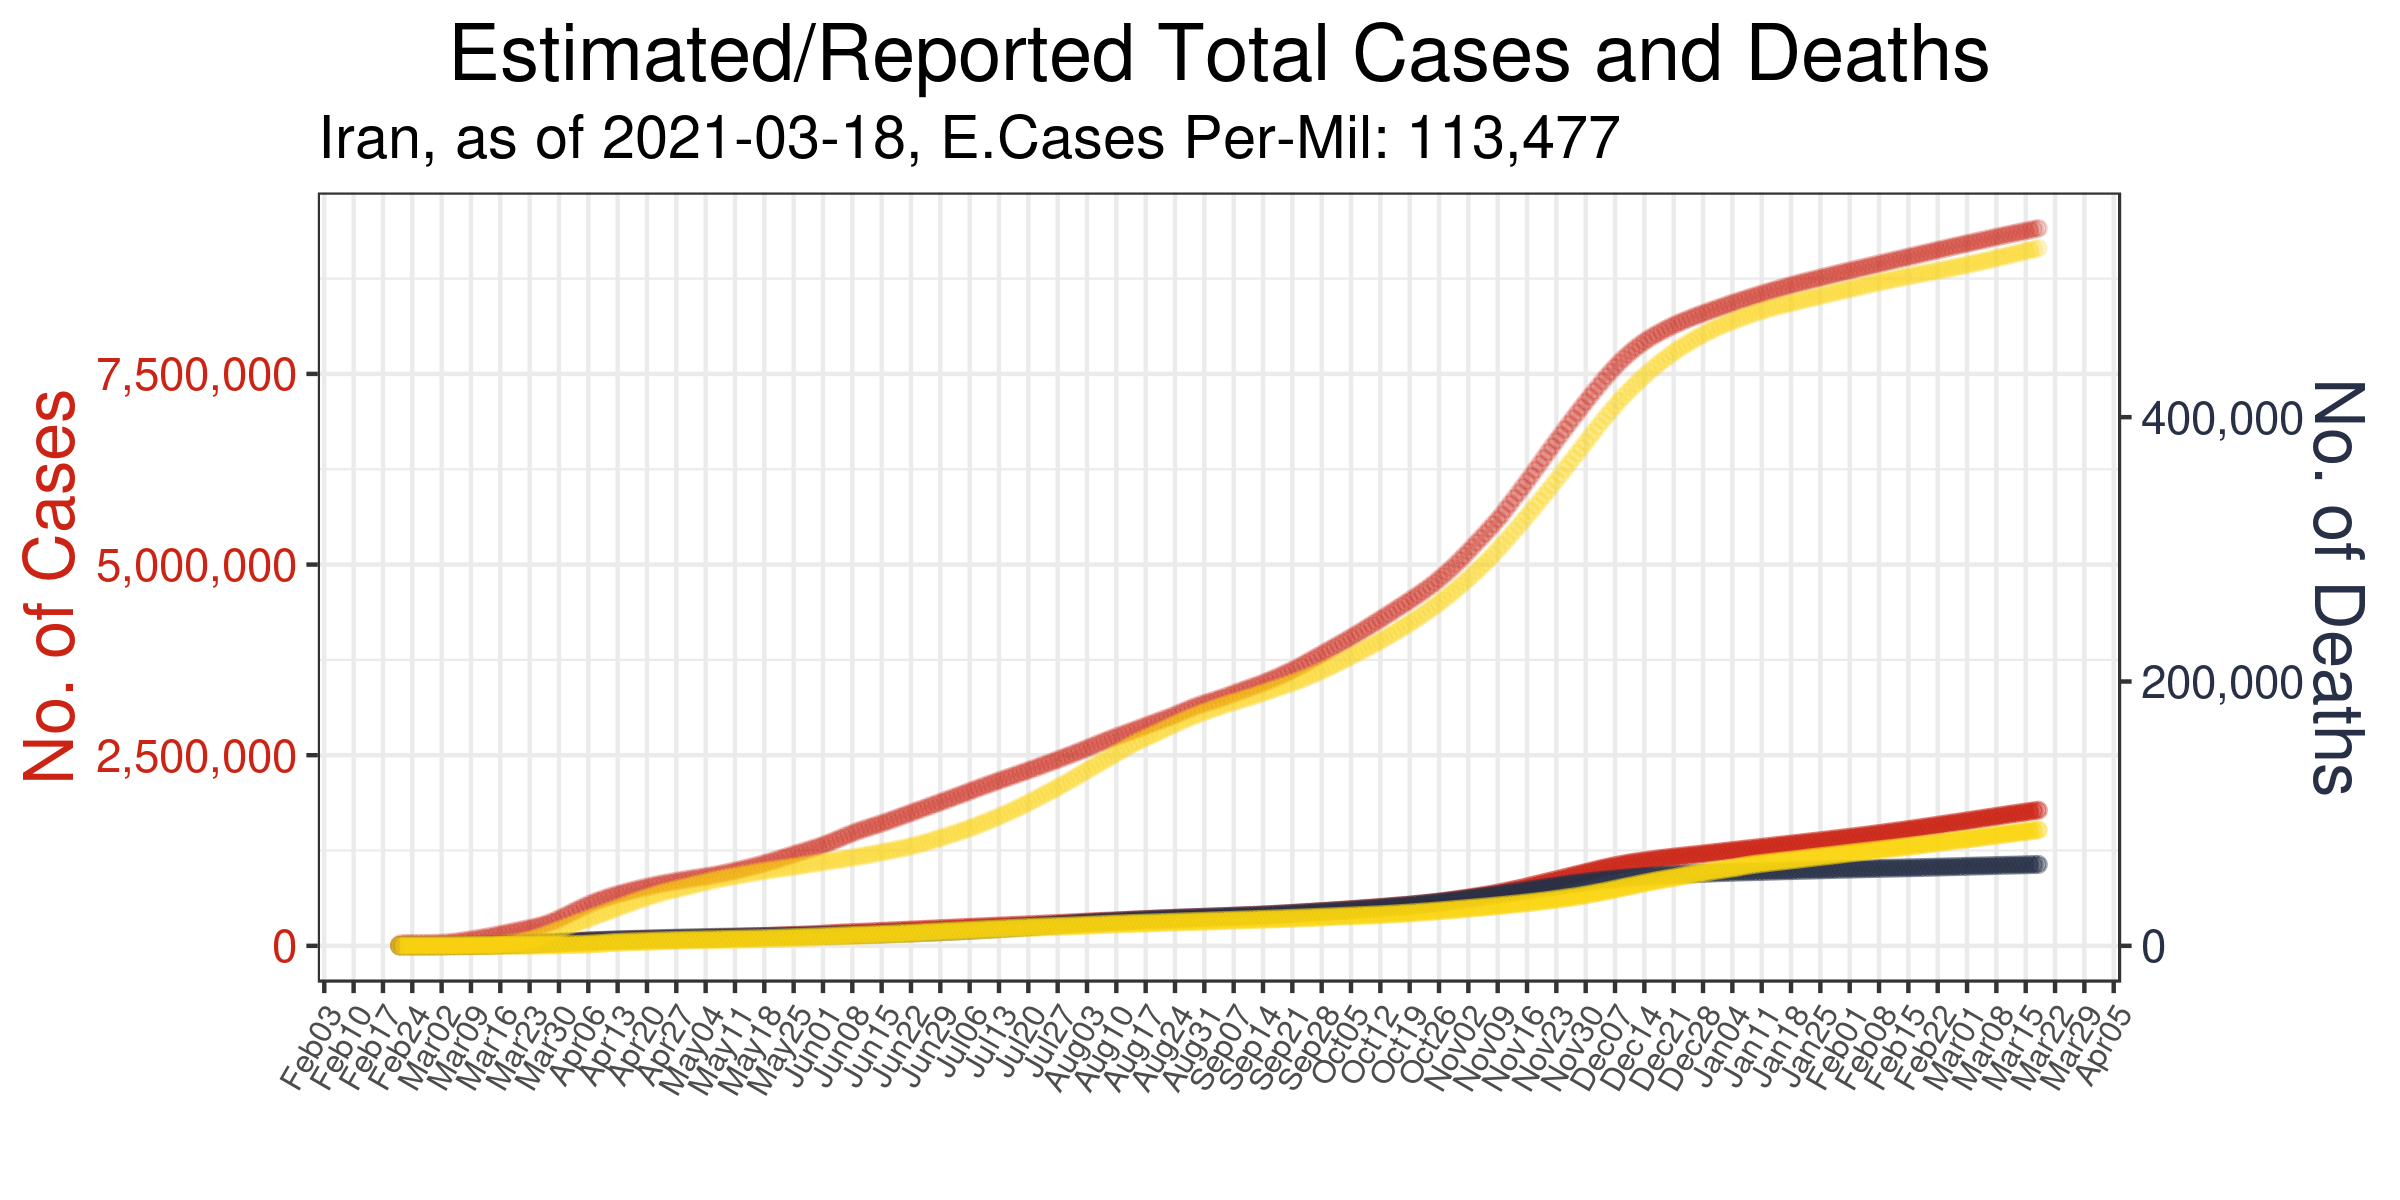 Estimated/Reported Total Cases and Deaths
Iran, as of 2021-03-18, E.Cases Per-Mil: 113,477
No. of Cases
7,500,000
5,000,000
2,500,000
0
400,000
200,000
0
No. of Deaths
Feb03
Feb10
Feb17
Feb24
Mar02
Mar09
Mar16
Mar23
Mar30
Apr06
Apr13
Apr20
Apr27
May04
May11
May18
May25
Jun01
Jun08
Jun15
Jun22
Jun29
Jul06
Jul13
Jul20
Jul27
Aug03
Aug10
Aug17
Aug24
Aug31
Sep07
Sep14
Sep21
Sep28
Oct05
Oct12
Oct19
Oct26
Nov02
Nov09
Nov16
Nov23
Nov30
Dec07
Dec14
Dec21
Dec28
Dec04
Jan11
Jan18
Jan25
Feb01
Feb08
Feb15
Feb22
Mar01
Mar08
Mar15
Mar22
Mar29
Apr05